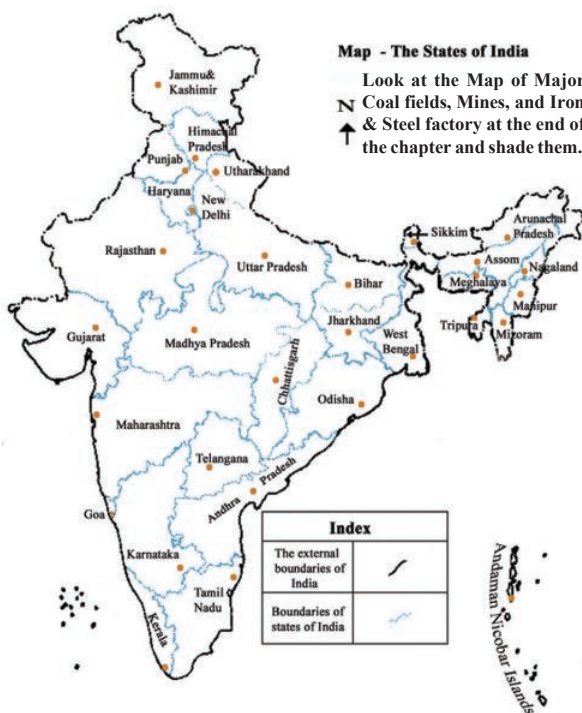 Map - The States of India
Look at the Map of Major
Coal fields, Mines, and Iron
& Steel factory at the end of
the chapter and shade them.
N
Jammu&
Kashimir
Himachal
Pradesh
Punjab
Utharakhand
Haryana
New
Delhi
Rajasthan
Uttar Pradesh
Sikkim
Arunachal
Pradesh
Assom
Nagaland
Meghalaya
Manipur
Tripura
Mizoram
Bihar
Jharkhand
West
Bengal
Gujarat
Madhya Pradesh
Chhattisgarh
Odisha
Maharashtra
Telangana
Andhra Pradesh
Goa
Karnataka
Tamil
Nadu
Kerala
Index
The external
boundaries of
India
Boundaries of
states of India
Andaman Nicobar Islands